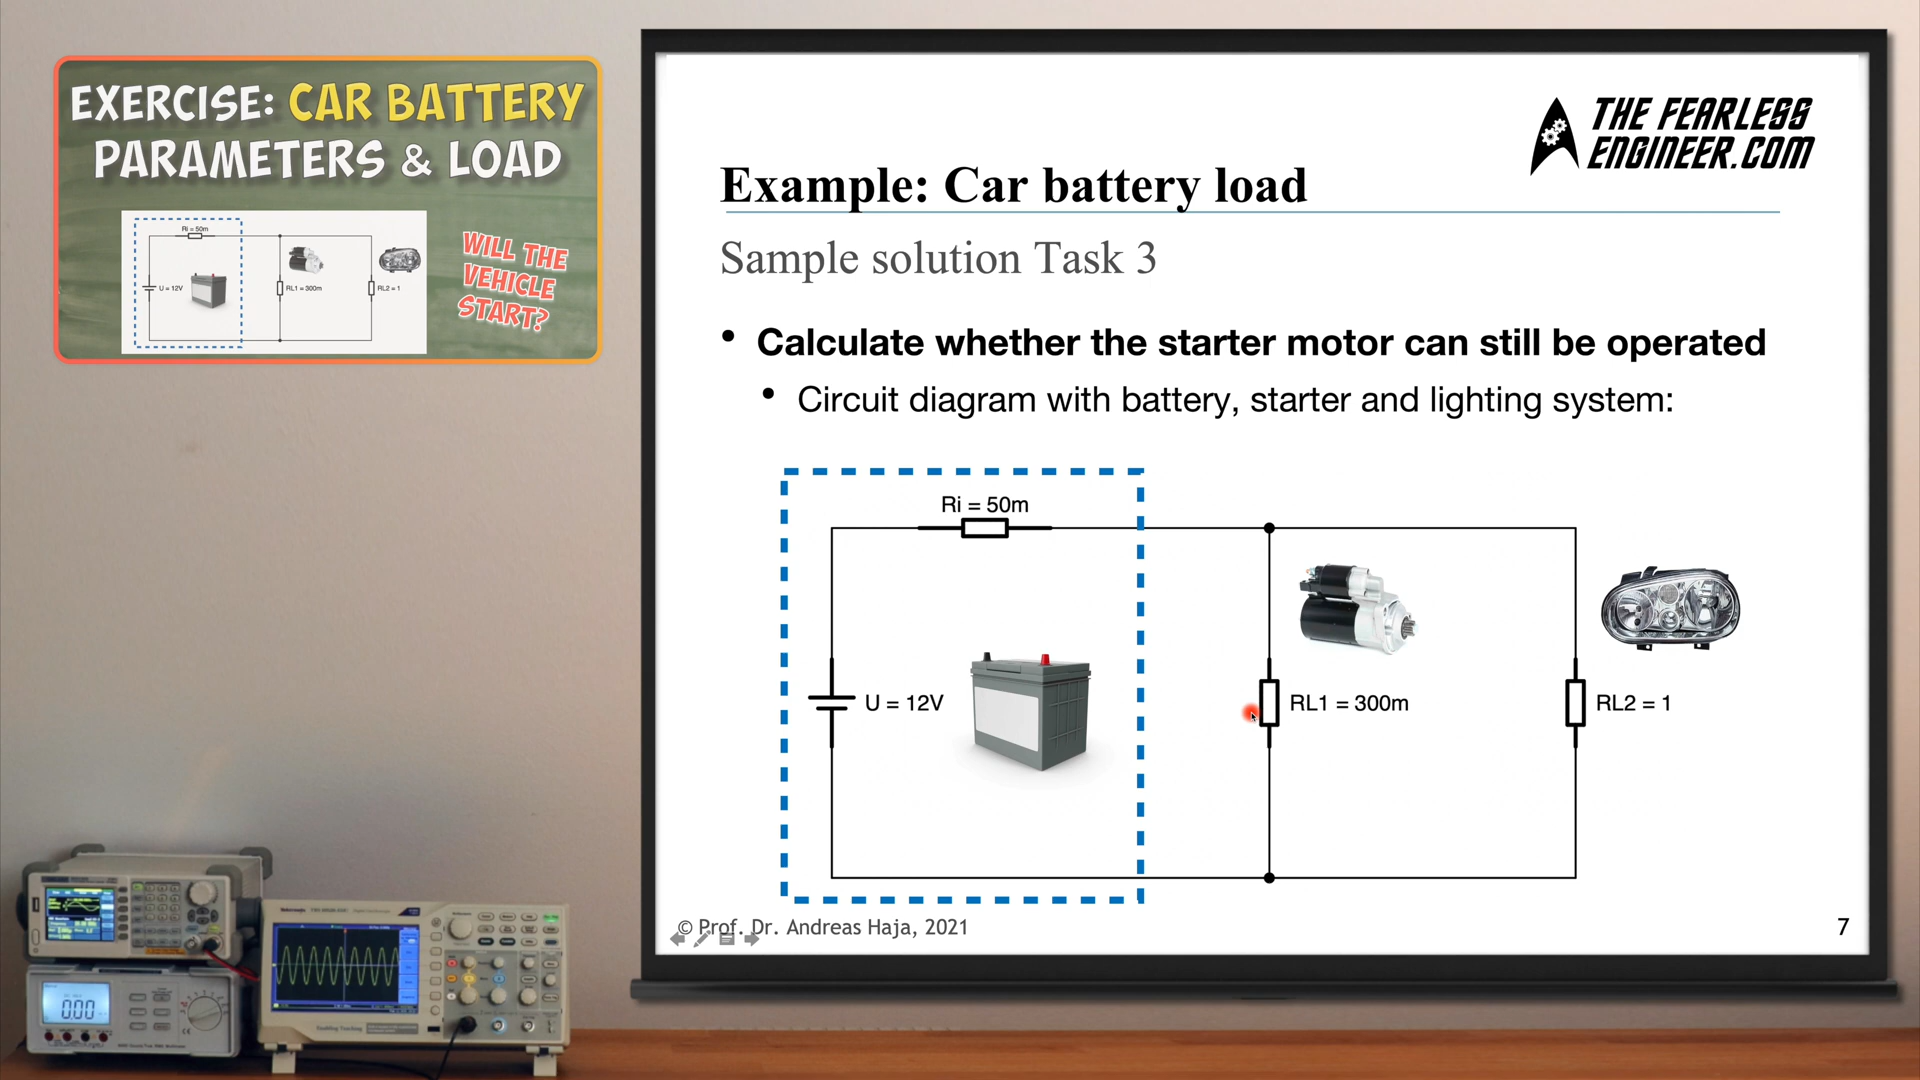 EXERCISE: CAR BATTERY
PARAMETERS & LOAD
Ri = 50m
U = 12V
RL1 = 300m
RL2 = 1
WILL THE
VEHICLE
START?
THE FEARLESS
ENGINEER.COM
Example: Car battery load
Sample solution Task 3
• Calculate whether the starter motor can still be operated
• Circuit diagram with battery, starter and lighting system:
Ri = 50m
U = 12V
RL1 = 300m
RL2 = 1
© Prof. Dr. Andreas Haja, 2021
7
0.00
Tektronix